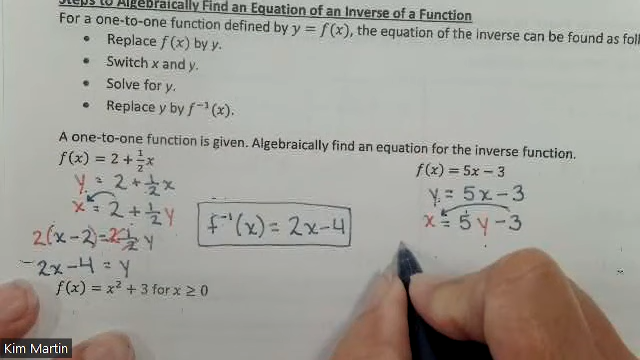 Steps to Algebraically Find an Equation of an Inverse of a Function
For a one-to-one function defined by y = f(x), the equation of the inverse can be found as foll
• Replace f(x) by y.
• Switch x and y.
• Solve for y.
• Replace y by f⁻¹(x).
A one-to-one function is given. Algebraically find an equation for the inverse function.
f(x) = 2 + 1/2 x
y = 2 + 1/2 x
x = 2 + 1/2 y
2(x-2) = 2 1/2 y
2x-4 = y
f⁻¹(x) = 2x-4
f(x) = 5x − 3
y = 5x-3
x = 5y-3
f(x) = x² + 3 for x ≥ 0
Kim Martin